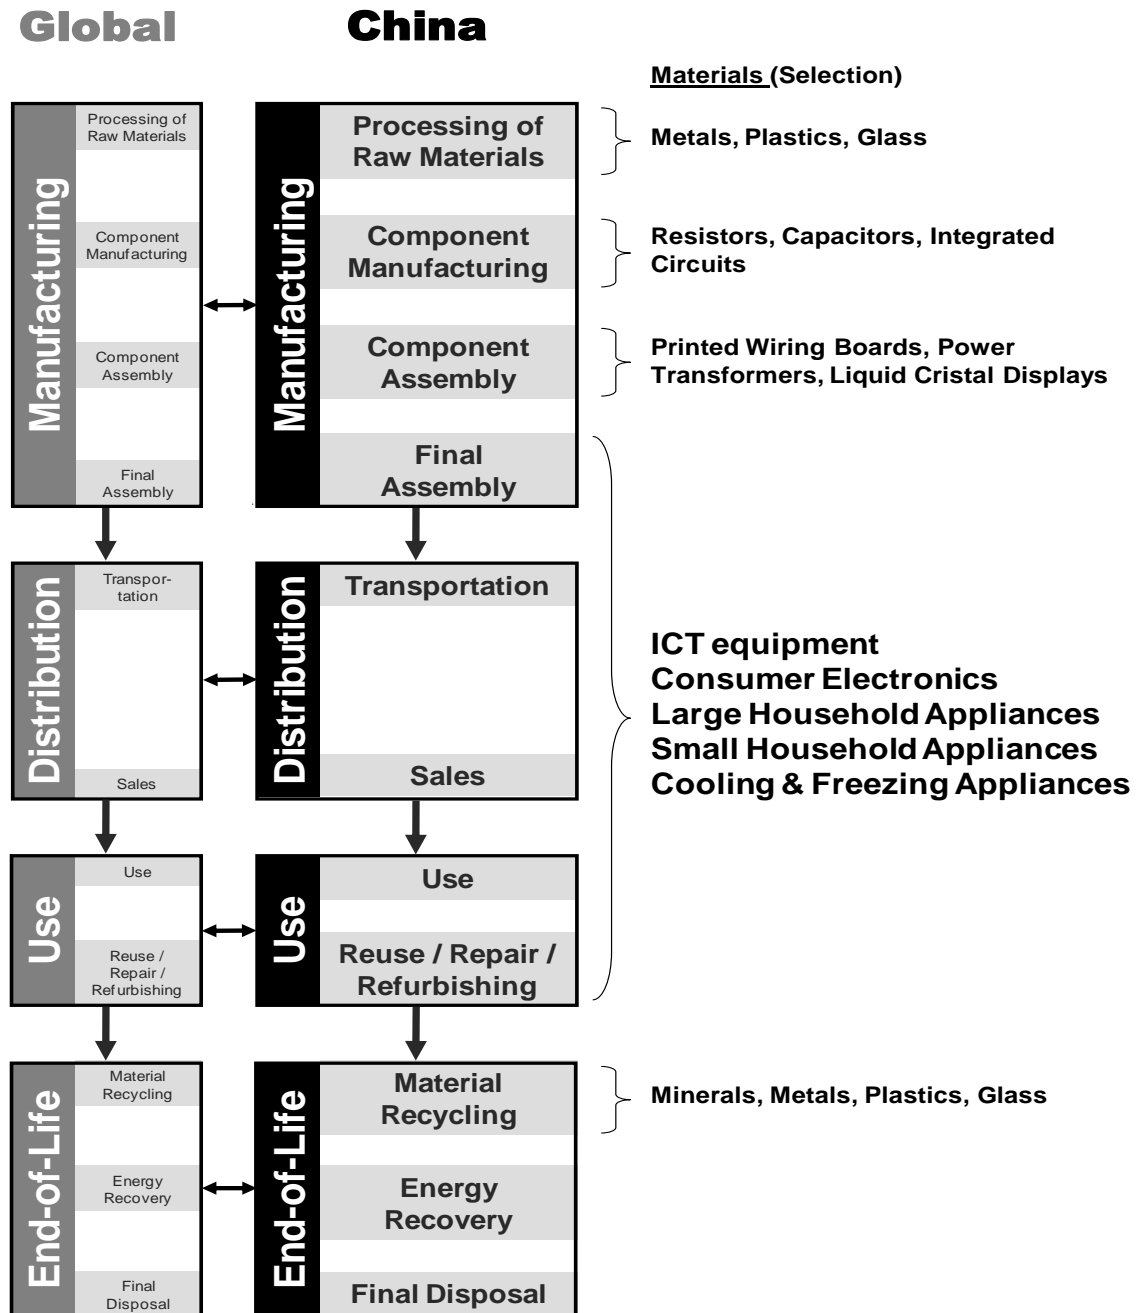 Global
China
Materials (Selection)
Manufacturing
Processing of
Raw Materials
Component
Manufacturing
Component
Assembly
Final
Assembly
Manufacturing
Processing of
Raw Materials
Component
Manufacturing
Component
Assembly
Final
Assembly
Metals, Plastics, Glass
Resistors, Capacitors, Integrated
Circuits
Printed Wiring Boards, Power
Transformers, Liquid Cristal Displays
Distribution
Transpor-
tation
Sales
Distribution
Transportation
Sales
ICT equipment
Consumer Electronics
Large Household Appliances
Small Household Appliances
Cooling & Freezing Appliances
Use
Use
Reuse /
Repair /
Refurbishing
Use
Use
Reuse / Repair /
Refurbishing
End-of-Life
Material
Recycling
Energy
Recovery
Final
Disposal
End-of-Life
Material
Recycling
Energy
Recovery
Final Disposal
Minerals, Metals, Plastics, Glass